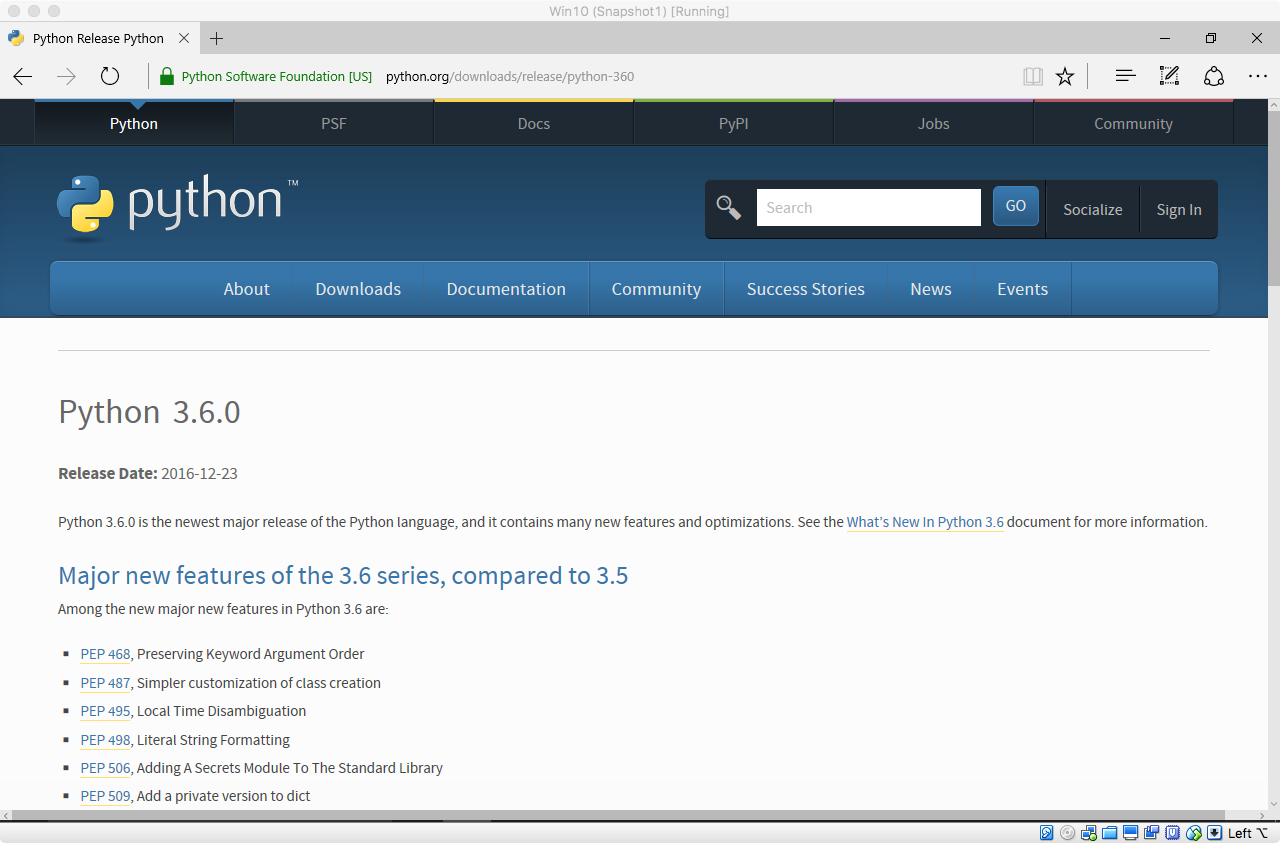 Win10 (Snapshot1) [Running]
Python Release Python
Python Software Foundation [US] python.org/downloads/release/python-360
Python PSF Docs PyPI Jobs Community
python™
Search GO Socialize Sign In
About Downloads Documentation Community Success Stories News Events
Python 3.6.0
Release Date: 2016-12-23
Python 3.6.0 is the newest major release of the Python language, and it contains many new features and optimizations. See the What's New In Python 3.6 document for more information.
Major new features of the 3.6 series, compared to 3.5
Among the new major new features in Python 3.6 are:
PEP 468, Preserving Keyword Argument Order
PEP 487, Simpler customization of class creation
PEP 495, Local Time Disambiguation
PEP 498, Literal String Formatting
PEP 506, Adding A Secrets Module To The Standard Library
PEP 509, Add a private version to dict
Left ⌥